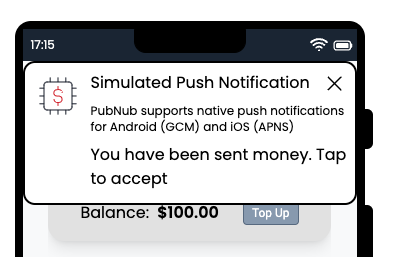 17:15
Simulated Push Notification
PubNub supports native push notifications
for Android (GCM) and iOS (APNS)
You have been sent money. Tap
to accept
Balance: $100.00 Top Up